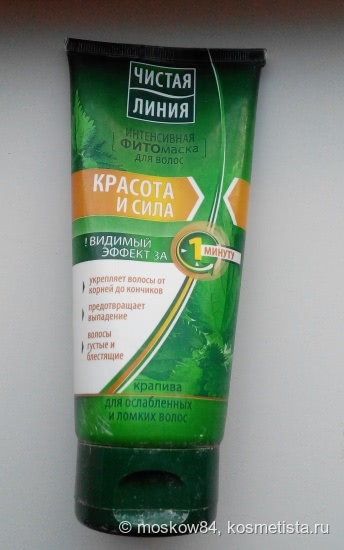 ЧИСТАЯ
ЛИНИЯ
ИНТЕНСИВНАЯ
ФИТОМАСКА
ДЛЯ ВОЛОС
КРАСОТА
И СИЛА
! ВИДИМЫЙ
ЭФФЕКТ ЗА
1 МИНУТУ
укрепляет волосы от
корней до кончиков
предотвращает
выпадение
волосы
густые и
блестящие
крапива
для ослабленных
и ломких волос
© moskow84, kosmetista.ru